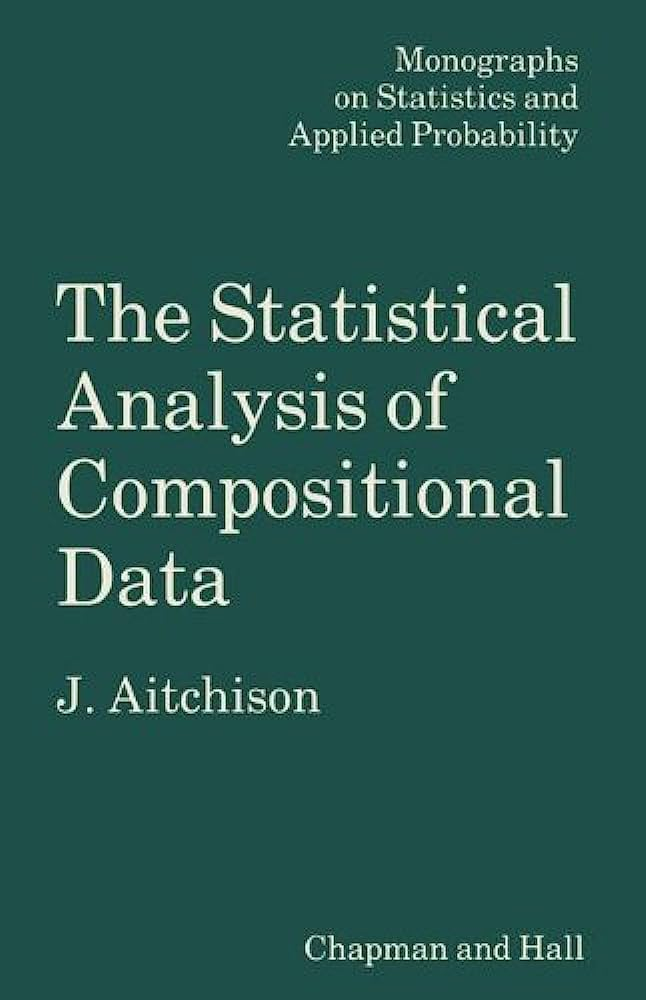 Monographs
on Statistics and
Applied Probability
The Statistical
Analysis of
Compositional
Data
J. Aitchison
Chapman and Hall